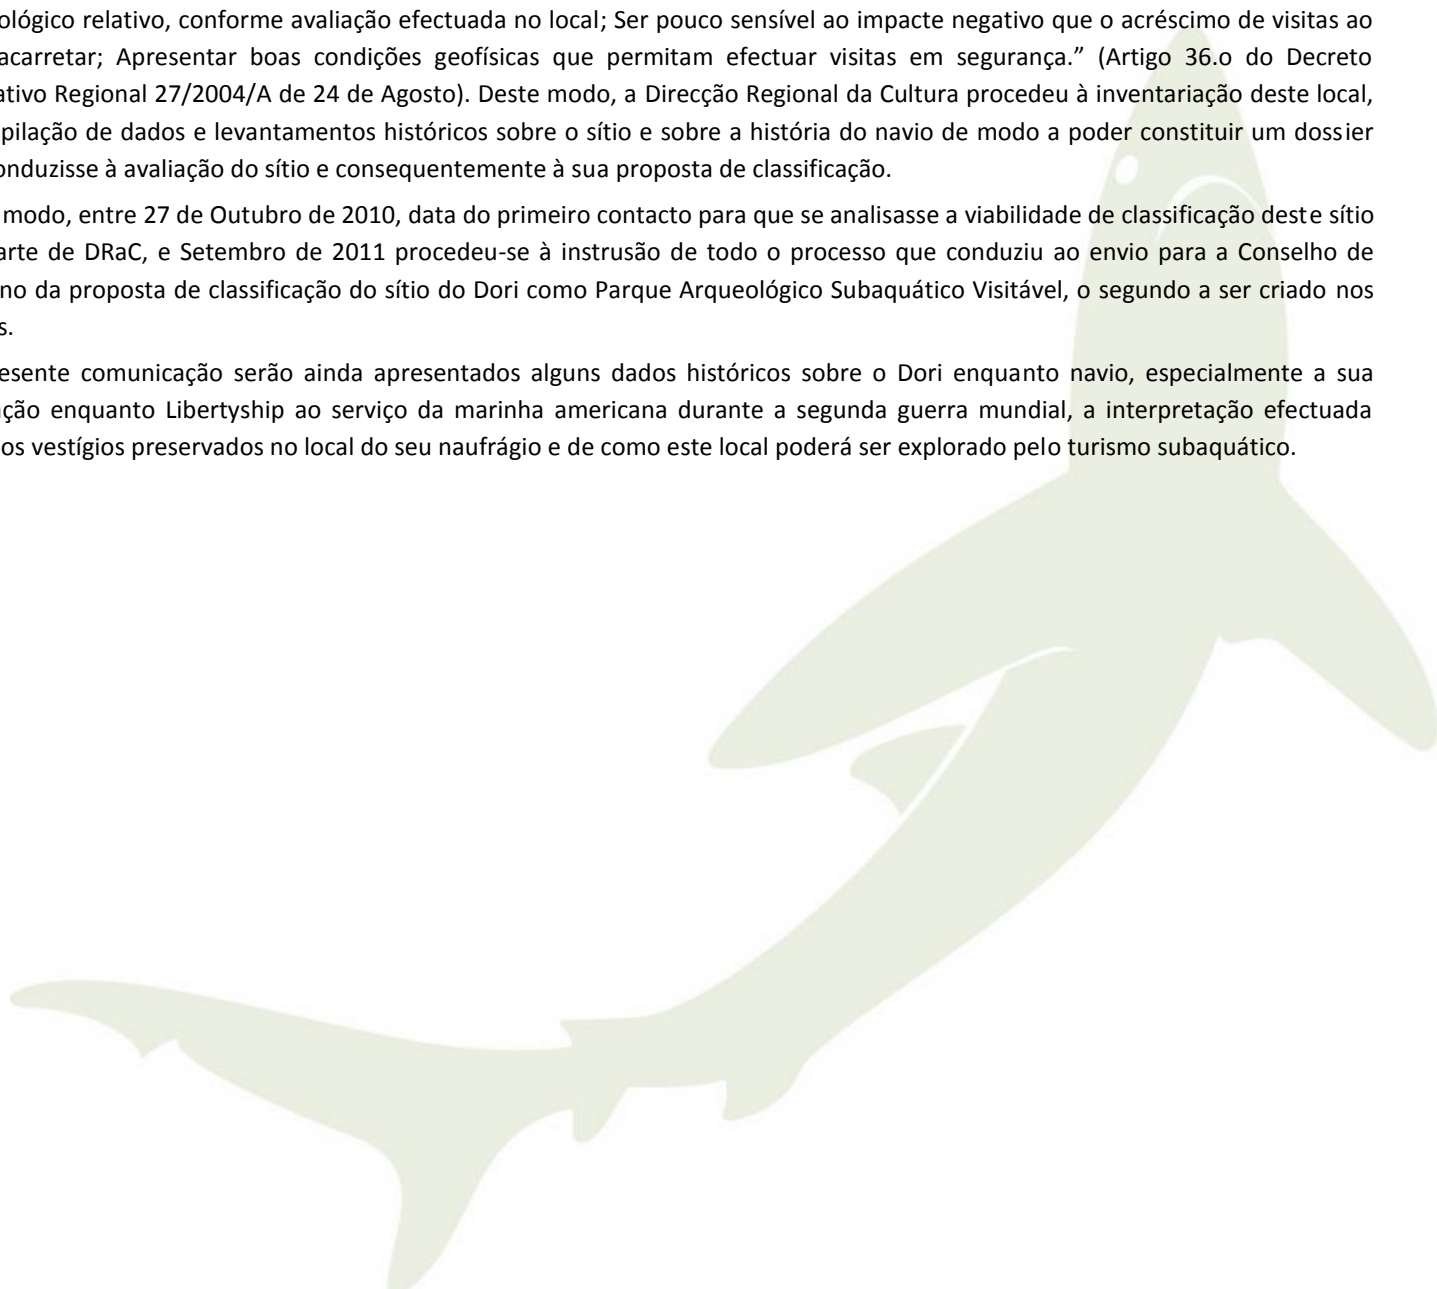 ológico relativo, conforme avaliação efectuada no local; Ser pouco sensível ao impacte negativo que o acréscimo de visitas ao
acarretar; Apresentar boas condições geofísicas que permitam efectuar visitas em segurança.” (Artigo 36.o do Decreto
ativo Regional 27/2004/A de 24 de Agosto). Deste modo, a Direcção Regional da Cultura procedeu à inventariação deste local,
pilação de dados e levantamentos históricos sobre o sítio e sobre a história do navio de modo a poder constituir um dossier
onduzisse à avaliação do sítio e consequentemente à sua proposta de classificação.
modo, entre 27 de Outubro de 2010, data do primeiro contacto para que se analisasse a viabilidade de classificação deste sítio
arte de DRaC, e Setembro de 2011 procedeu-se à instrusão de todo o processo que conduziu ao envio para a Conselho de
no da proposta de classificação do sítio do Dori como Parque Arqueológico Subaquático Visitável, o segundo a ser criado nos
s.
esente comunicação serão ainda apresentados alguns dados históricos sobre o Dori enquanto navio, especialmente a sua
ação enquanto Libertyship ao serviço da marinha americana durante a segunda guerra mundial, a interpretação efectuada
os vestígios preservados no local do seu naufrágio e de como este local poderá ser explorado pelo turismo subaquático.